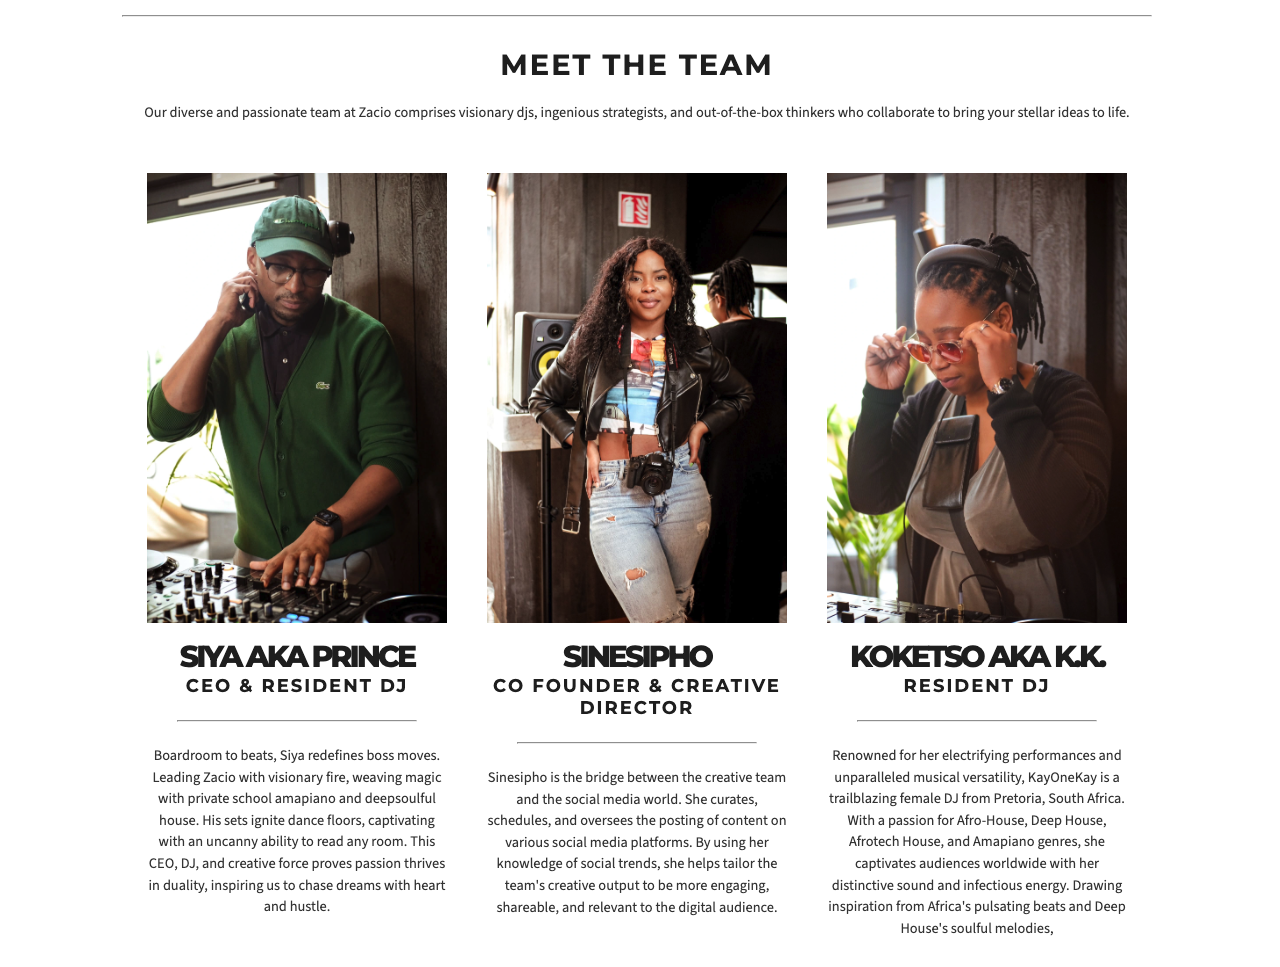 MEET THE TEAM
Our diverse and passionate team at Zacio comprises visionary djs, ingenious strategists, and out-of-the-box thinkers who collaborate to bring your stellar ideas to life.
SIYA AKA PRINCE
CEO & RESIDENT DJ
Boardroom to beats, Siya redefines boss moves.
Leading Zacio with visionary fire, weaving magic
with private school amapiano and deepsoulful
house. His sets ignite dance floors, captivating
with an uncanny ability to read any room. This
CEO, DJ, and creative force proves passion thrives
in duality, inspiring us to chase dreams with heart
and hustle.
SINESIPHO
CO FOUNDER & CREATIVE
DIRECTOR
Sinesipho is the bridge between the creative team
and the social media world. She curates,
schedules, and oversees the posting of content on
various social media platforms. By using her
knowledge of social trends, she helps tailor the
team's creative output to be more engaging,
shareable, and relevant to the digital audience.
KOKETSO AKA K.K.
RESIDENT DJ
Renowned for her electrifying performances and
unparalleled musical versatility, KayOneKay is a
trailblazing female DJ from Pretoria, South Africa.
With a passion for Afro-House, Deep House,
Afrotech House, and Amapiano genres, she
captivates audiences worldwide with her
distinctive sound and infectious energy. Drawing
inspiration from Africa's pulsating beats and Deep
House's soulful melodies,